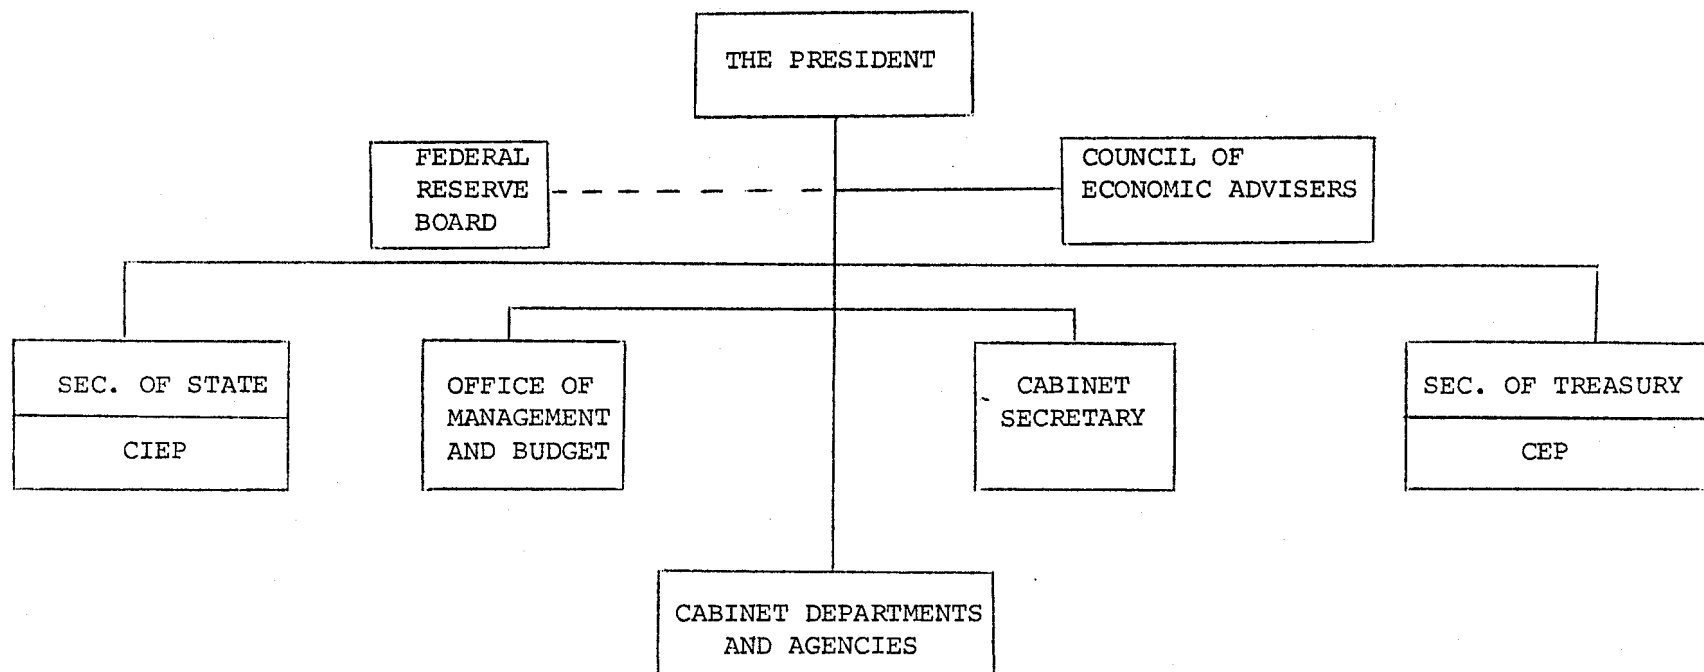 THE PRESIDENT
FEDERAL
RESERVE
BOARD
COUNCIL OF
ECONOMIC ADVISERS
SEC. OF STATE
CIEP
OFFICE OF
MANAGEMENT
AND BUDGET
CABINET
SECRETARY
SEC. OF TREASURY
CEP
CABINET DEPARTMENTS
AND AGENCIES